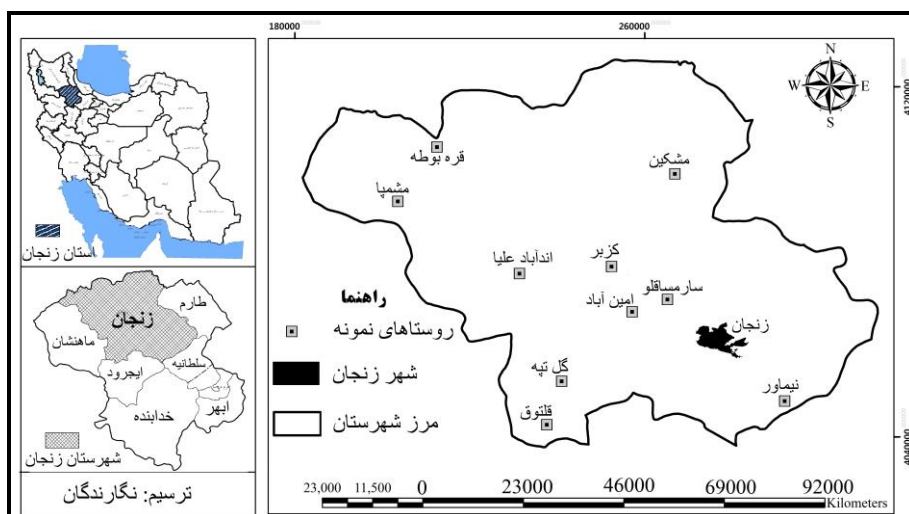 استان زنجان
طارم
زنجان
ماهنشان
سلطانیه
ایجرود
ابهر
خدابنده
شهرستان زنجان
ترسیم: نگارندگان
180000
260000
4120000
4040000
N
W
E
S
قره بوطه
مشکین
مشمپا
اندآباد علیا
کزبر
سارمساقلو
امین آباد
زنجان
گل تپه
نیماور
قلتوق
راهنما
روستاهای نمونه
شهر زنجان
مرز شهرستان
23,000 11,500 0 23000 46000 69000 92000
Kilometers